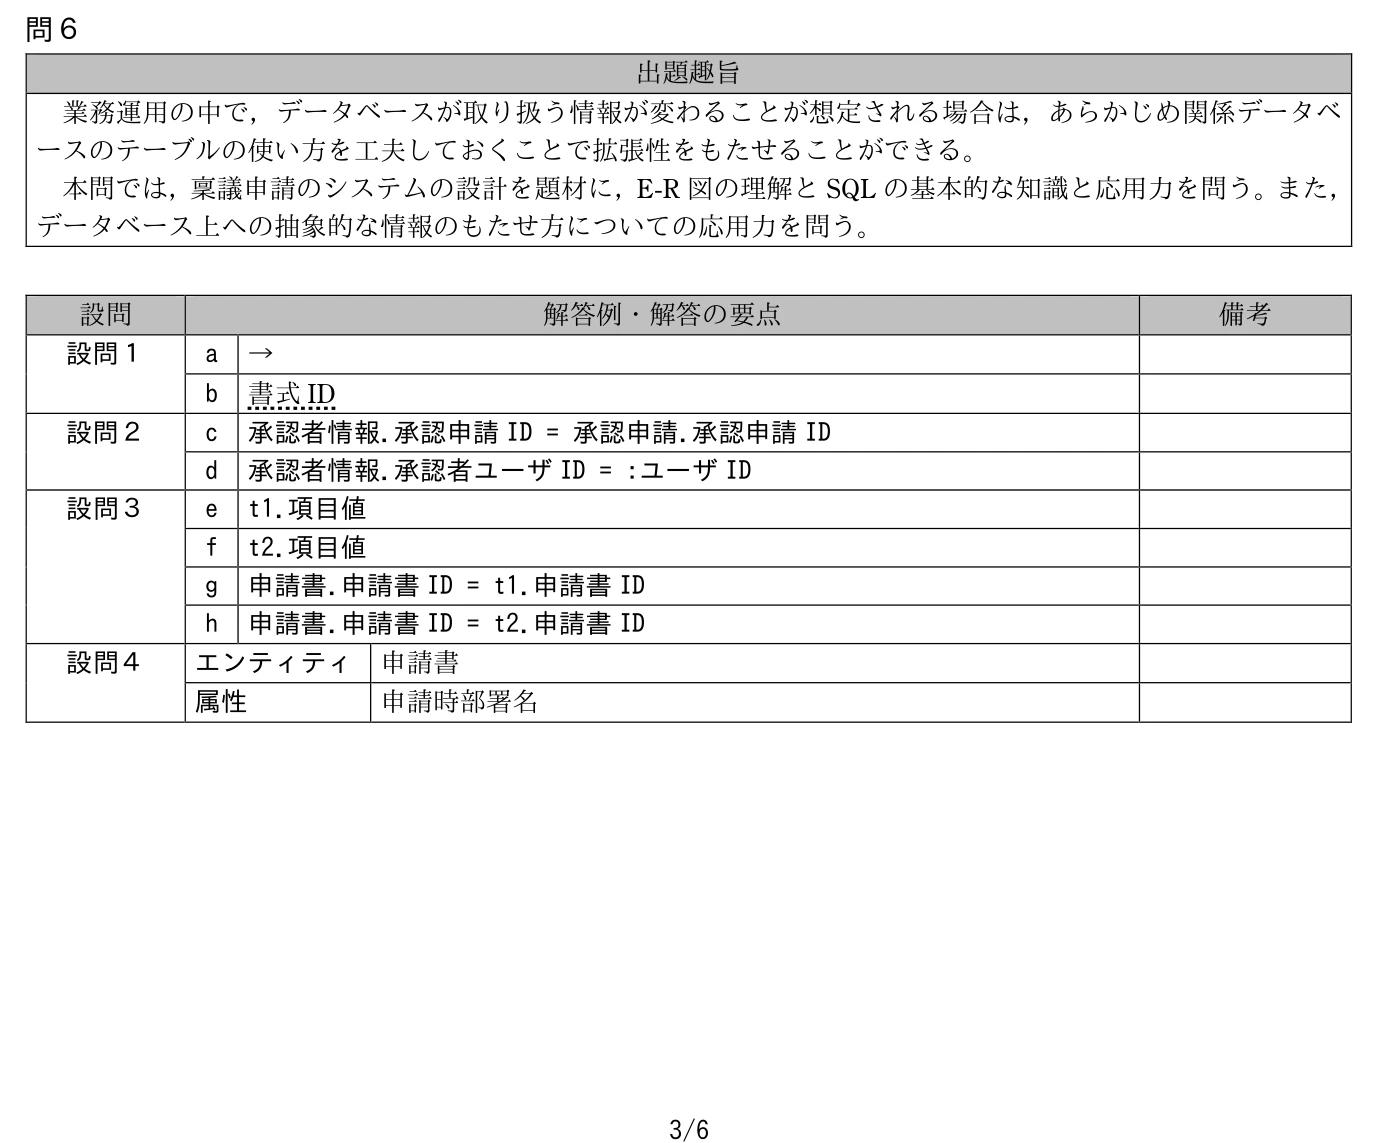 問6
出題趣旨
業務運用の中で，データベースが取り扱う情報が変わることが想定される場合は，あらかじめ関係データベ
ースのテーブルの使い方を工夫しておくことで拡張性をもたせることができる。
本問では，稟議申請のシステムの設計を題材に，E-R 図の理解と SQL の基本的な知識と応用力を問う。また，
データベース上への抽象的な情報のもたせ方についての応用力を問う。
設問 解答例・解答の要点 備考
設問1 a →
b 書式 ID
設問2 c 承認者情報.承認申請 ID = 承認申請.承認申請 ID
d 承認者情報.承認者ユーザ ID = :ユーザ ID
設問3 e t1.項目値
f t2.項目値
g 申請書.申請書 ID = t1.申請書 ID
h 申請書.申請書 ID = t2.申請書 ID
設問4 エンティティ 申請書
属性 申請時部署名
3/6